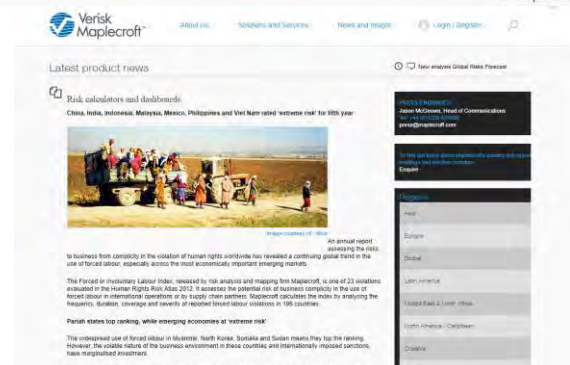 Verisk
Maplecroft
About Us
Solutions and Services
News and Insight
Login / Register
Latest product news
New analysis Global Risks Forecast
Risk calculators and dashboards
China, India, Indonesia, Malaysia, Mexico, Philippines and Viet Nam rated 'extreme risk' for fifth year
Jason McGeown, Head of Communications
press@maplecroft.com
Enquire
An annual report
assessing the risks
to business from complicity in the violation of human rights worldwide has revealed a continuing global trend in the
use of forced labour, especially across the most economically important emerging markets.
The Forced or Involuntary Labour Index, released by risk analysis and mapping firm Maplecroft, is one of 23 violations
evaluated in the Human Rights Risk Atlas 2012. It assesses the potential risk of business complicity in the use of
forced labour in international operations or by supply chain partners. Maplecroft calculates the index by analysing the
frequency, duration, coverage and severity of reported forced labour violations in 196 countries.
Pariah states top ranking, while emerging economies at 'extreme risk'
The widespread use of forced labour in Myanmar, North Korea, Somalia and Sudan means they top the ranking.
However, the volatile nature of the business environment in these countries and internationally imposed sanctions,
have marginalised investment.
Asia
Europe
Global
Latin America
Middle East & North Africa
North America / Caribbean
Oceania